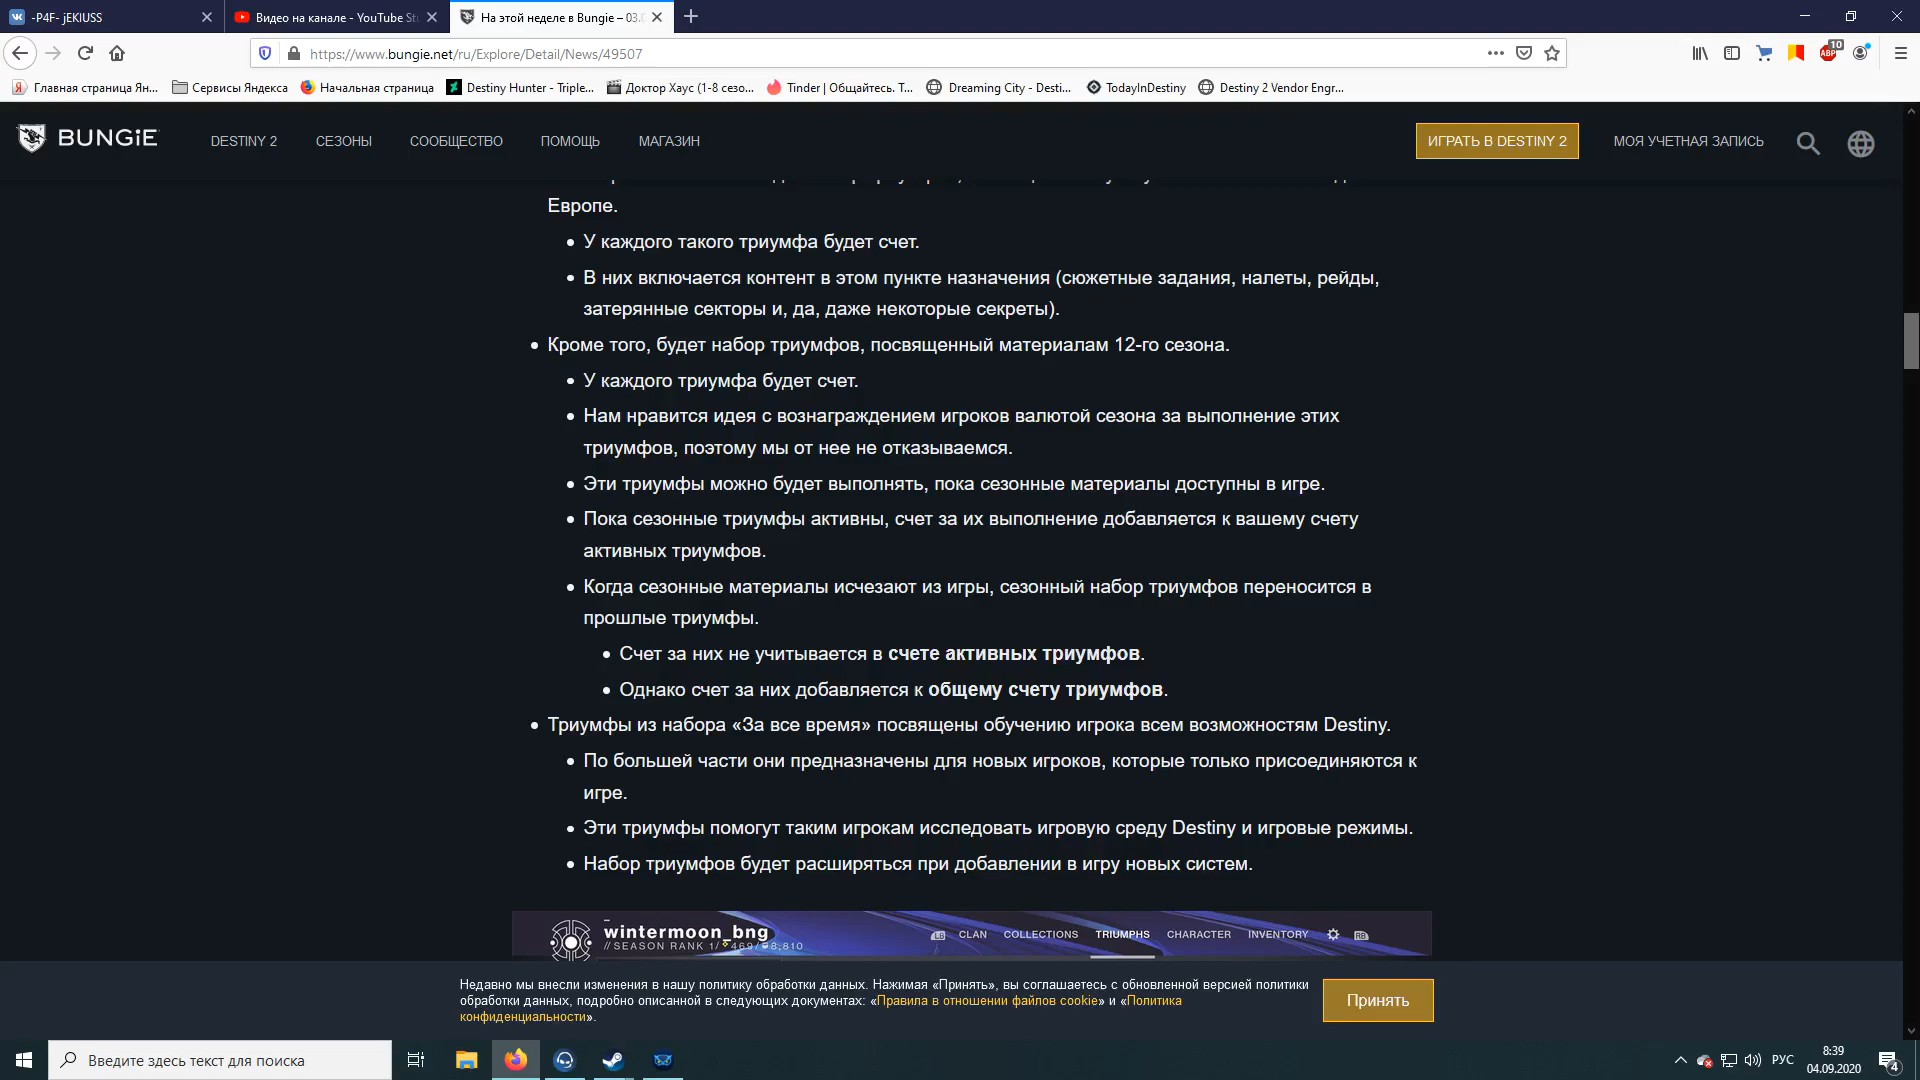 -P4F- jEKIUSS
Видео на канале - YouTube St
На этой неделе в Bungie – 03.0
https://www.bungie.net/ru/Explore/Detail/News/49507
ABP
10
Главная страница Ян...
Сервисы Яндекса
Начальная страница
Destiny Hunter - Triple...
Доктор Хаус (1-8 сезо...
Tinder | Общайтесь. Т...
Dreaming City - Desti...
TodayInDestiny
Destiny 2 Vendor Engr...
BUNGiE
DESTINY 2
СЕЗОНЫ
СООБЩЕСТВО
ПОМОЩЬ
МАГАЗИН
ИГРАТЬ В DESTINY 2
МОЯ УЧЕТНАЯ ЗАПИСЬ
Европе.
У каждого такого триумфа будет счет.
В них включается контент в этом пункте назначения (сюжетные задания, налеты, рейды,
затерянные секторы и, да, даже некоторые секреты).
Кроме того, будет набор триумфов, посвященный материалам 12-го сезона.
У каждого триумфа будет счет.
Нам нравится идея с вознаграждением игроков валютой сезона за выполнение этих
триумфов, поэтому мы от нее не отказываемся.
Эти триумфы можно будет выполнять, пока сезонные материалы доступны в игре.
Пока сезонные триумфы активны, счет за их выполнение добавляется к вашему счету
активных триумфов.
Когда сезонные материалы исчезают из игры, сезонный набор триумфов переносится в
прошлые триумфы.
Счет за них не учитывается в счете активных триумфов.
Однако счет за них добавляется к общему счету триумфов.
Триумфы из набора «За все время» посвящены обучению игрока всем возможностям Destiny.
По большей части они предназначены для новых игроков, которые только присоединяются к
игре.
Эти триумфы помогут таким игрокам исследовать игровую среду Destiny и игровые режимы.
Набор триумфов будет расширяться при добавлении в игру новых систем.
wintermoon_bng
//SEASON RANK 1/ 469/ 8,810
LB
CLAN
COLLECTIONS
TRIUMPHS
CHARACTER
INVENTORY
RB
Недавно мы внесли изменения в нашу политику обработки данных. Нажимая «Принять», вы соглашаетесь с обновленной версией политики
обработки данных, подробно описанной в следующих документах: «Правила в отношении файлов cookie» и «Политика
конфиденциальности».
Принять
Введите здесь текст для поиска
РУС
8:39
04.09.2020
4